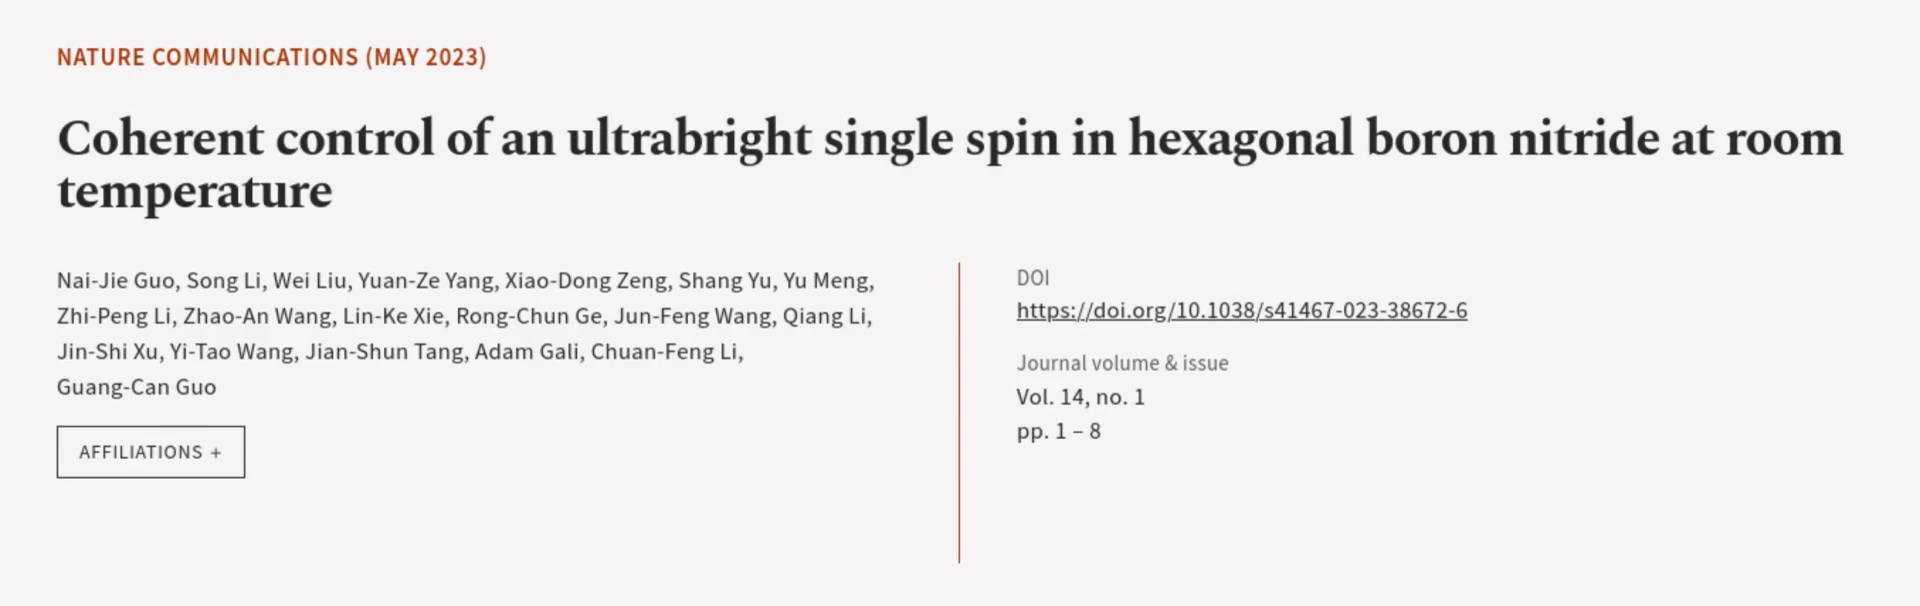 NATURE COMMUNICATIONS (MAY 2023)
Coherent control of an ultrabright single spin in hexagonal boron nitride at room
temperature
Nai-Jie Guo, Song Li, Wei Liu, Yuan-Ze Yang, Xiao-Dong Zeng, Shang Yu, Yu Meng,
Zhi-Peng Li, Zhao-An Wang, Lin-Ke Xie, Rong-Chun Ge, Jun-Feng Wang, Qiang Li,
Jin-Shi Xu, Yi-Tao Wang, Jian-Shun Tang, Adam Gali, Chuan-Feng Li,
Guang-Can Guo
AFFILIATIONS +
DOI
https://doi.org/10.1038/s41467-023-38672-6
Journal volume & issue
Vol. 14, no. 1
pp. 1 – 8